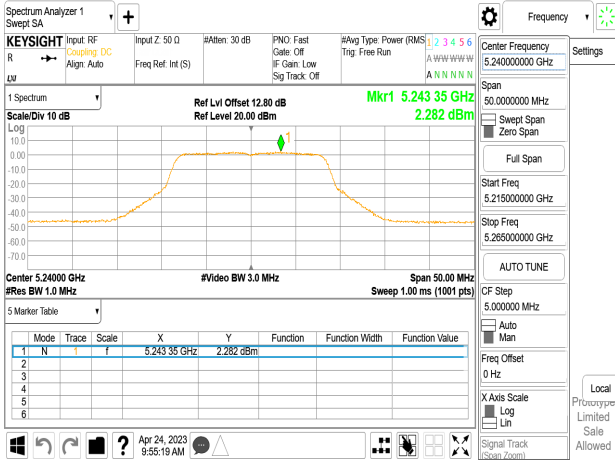 Spectrum Analyzer 1
Swept SA
+
Frequency
KEYSIGHT
R
LXI
Input: RF
Coupling: DC
Align: Auto
Input Z: 50 Ω
Freq Ref: Int (S)
#Atten: 30 dB
PNO: Fast
Gate: Off
IF Gain: Low
Sig Track: Off
#Avg Type: Power (RMS
Trig: Free Run
1 2 3 4 5 6
A W W W W W
A N N N N N
Center Frequency
5.240000000 GHz
Settings
1 Spectrum
Scale/Div 10 dB
Ref Lvl Offset 12.80 dB
Ref Level 20.00 dBm
Mkr1 5.243 35 GHz
2.282 dBm
Span
50.0000000 MHz
Swept Span
Zero Span
Full Span
Start Freq
5.215000000 GHz
Stop Freq
5.265000000 GHz
AUTO TUNE
CF Step
5.000000 MHz
Auto
Man
Freq Offset
0 Hz
X Axis Scale
Log
Lin
Signal Track
(Span Zoom)
Local
Prototype
Limited
Sale
Allowed
Log
10.0
0.00
-10.0
-20.0
-30.0
-40.0
-50.0
-60.0
-70.0
1
Center 5.24000 GHz
#Res BW 1.0 MHz
#Video BW 3.0 MHz
Span 50.00 MHz
Sweep 1.00 ms (1001 pts)
5 Marker Table
Mode Trace Scale X Y Function Function Width Function Value
1 N 1 f 5.243 35 GHz 2.282 dBm
2
3
4
5
6
?
Apr 24, 2023
9:55:19 AM